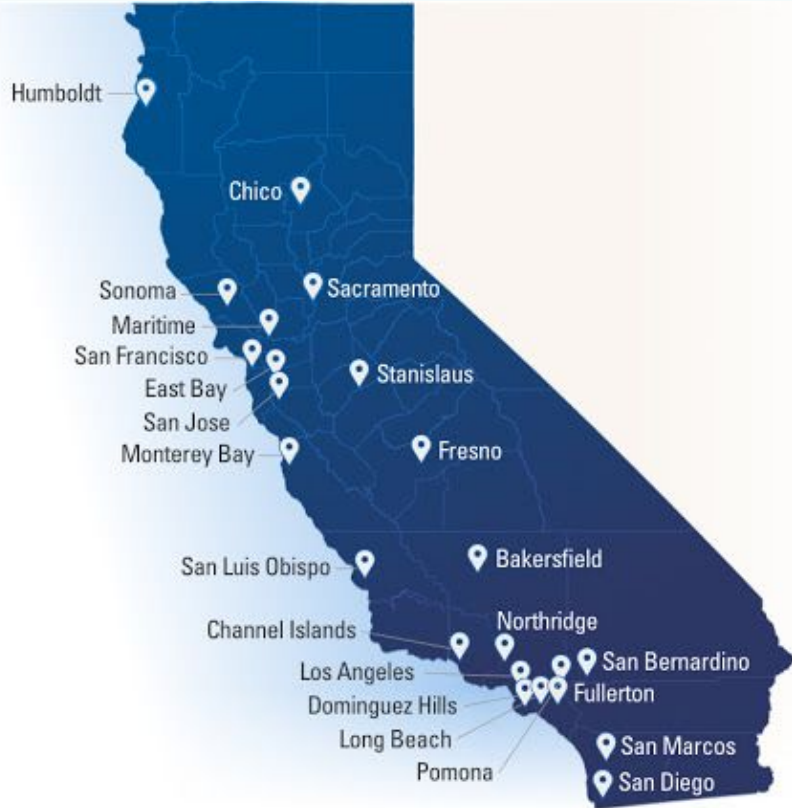 Humboldt
Chico
Sonoma
Sacramento
Maritime
San Francisco
East Bay
Stanislaus
San Jose
Monterey Bay
Fresno
San Luis Obispo
Bakersfield
Channel Islands
Northridge
Los Angeles
San Bernardino
Dominguez Hills
Fullerton
Long Beach
Pomona
San Marcos
San Diego